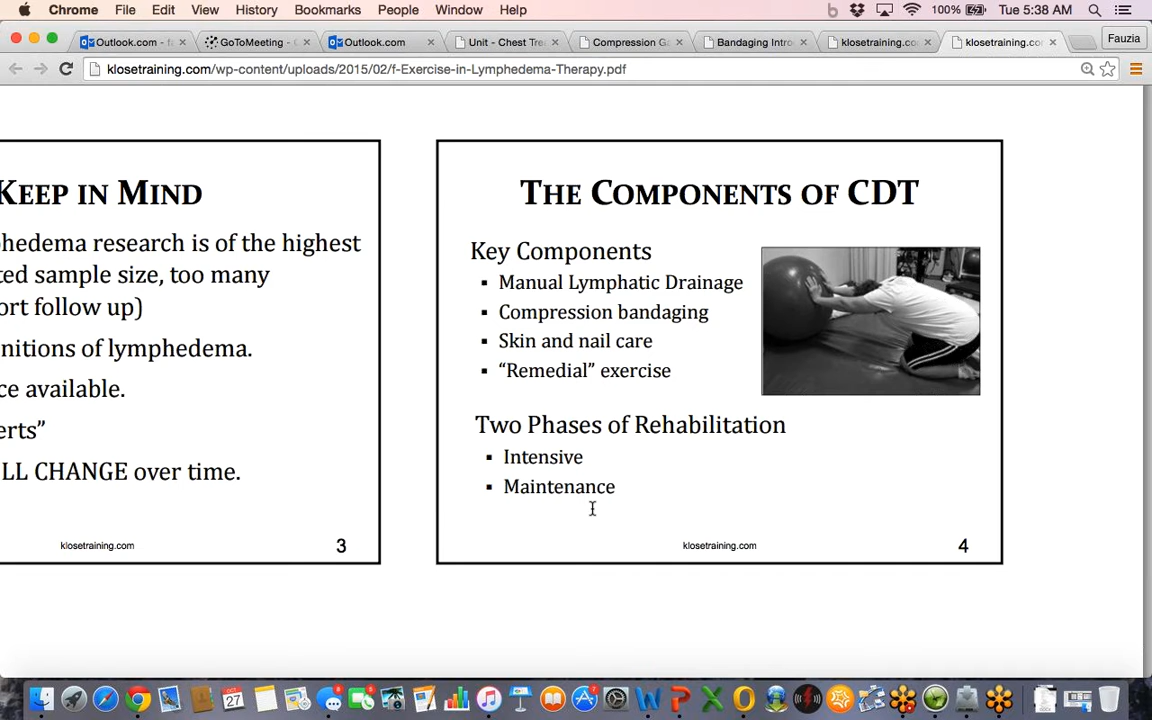 Chrome File Edit View History Bookmarks People Window Help 100% Tue 5:38 AM
Outlook.com - GoToMeeting - Outlook.com Unit - Chest Tre Compression Ga Bandaging Intro klosetraining.co klosetraining.co Fauzia
klosetraining.com/wp-content/uploads/2015/02/f-Exercise-in-Lymphedema-Therapy.pdf
KEEP IN MIND
phedema research is of the highest
ted sample size, too many
ort follow up)
nitions of lymphedema.
ce available.
erts”
LL CHANGE over time.
klosetraining.com 3
THE COMPONENTS OF CDT
Key Components
▪ Manual Lymphatic Drainage
▪ Compression bandaging
▪ Skin and nail care
▪ “Remedial” exercise
Two Phases of Rehabilitation
▪ Intensive
▪ Maintenance
klosetraining.com 4